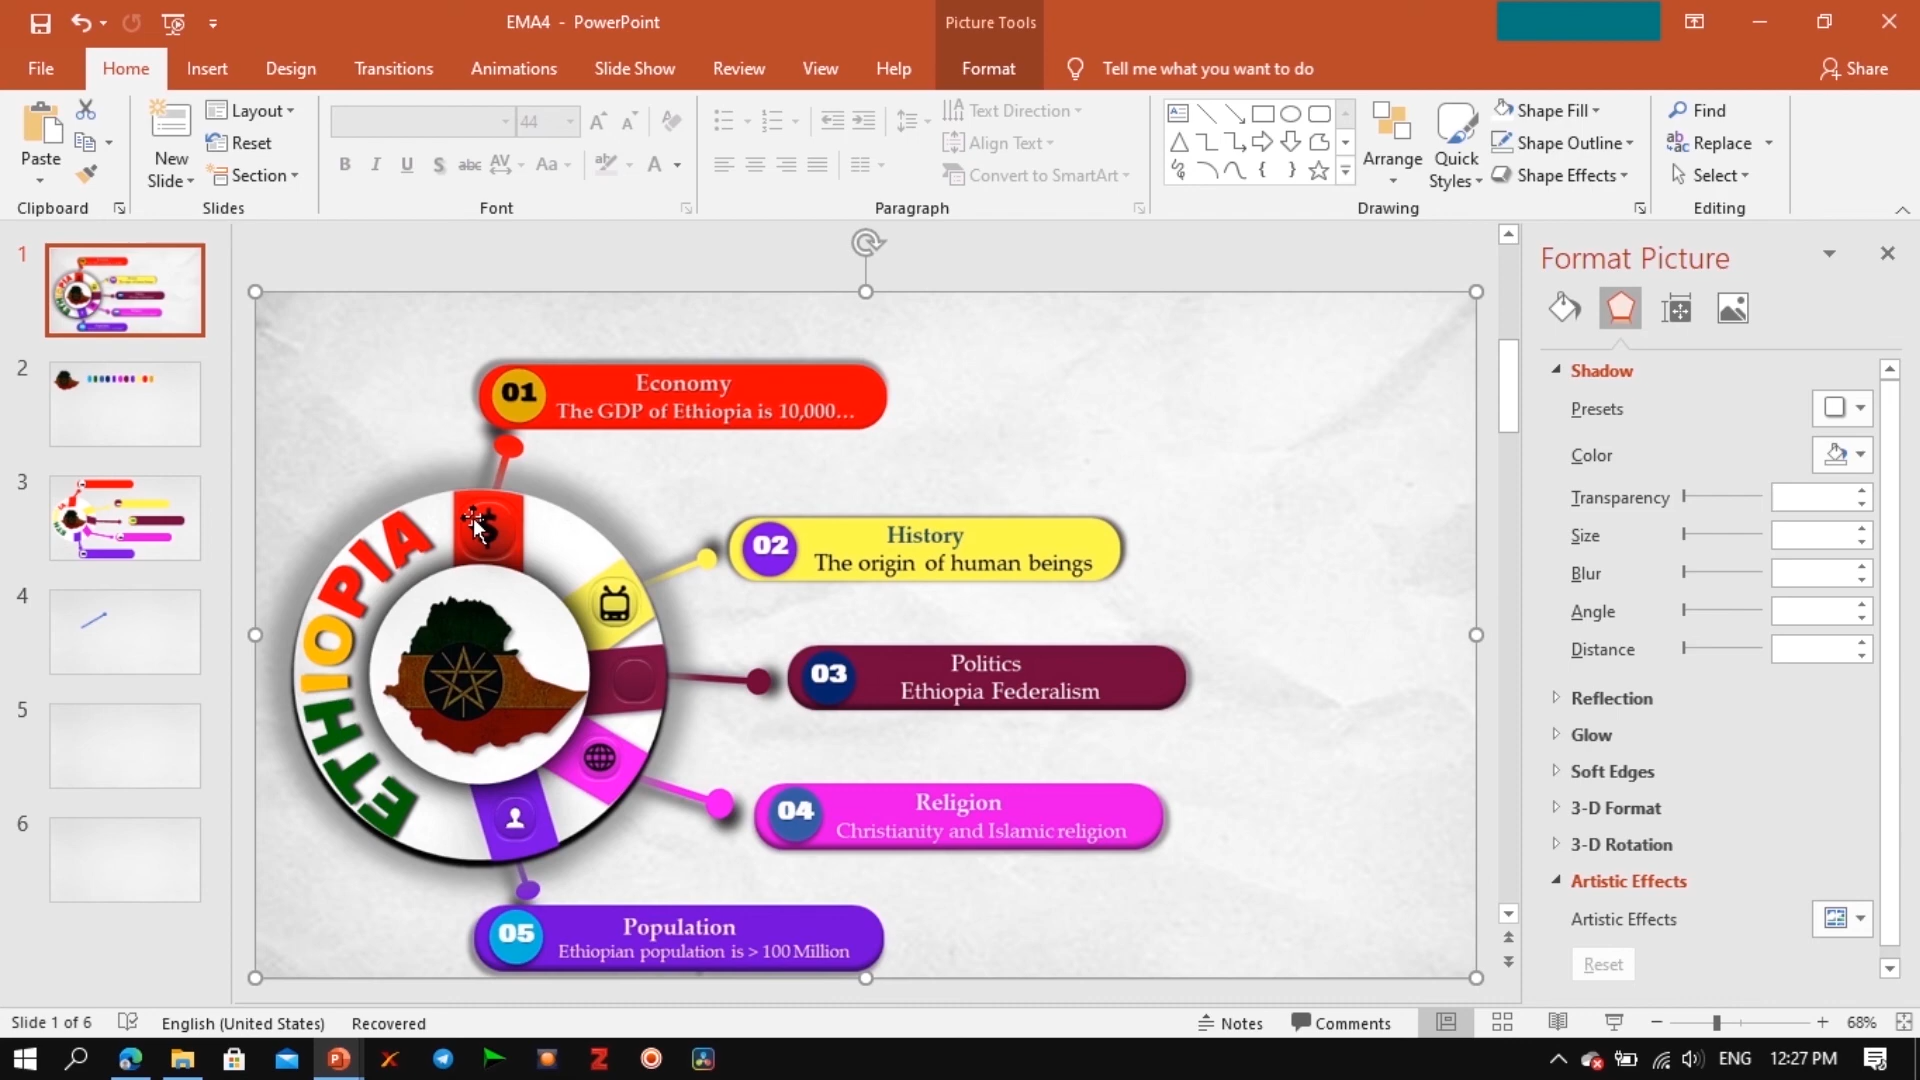 EMA4 - PowerPoint
Picture Tools
File
Home
Insert
Design
Transitions
Animations
Slide Show
Review
View
Help
Format
Tell me what you want to do
Share
Paste
Clipboard
New
Slide
Layout
Reset
Section
Slides
44
B I U S abc AV Aa A
Font
Text Direction
Align Text
Convert to SmartArt
Paragraph
Arrange
Quick
Styles
Shape Fill
Shape Outline
Shape Effects
Drawing
Find
Replace
Select
Editing
1
2
3
4
5
6
01
Economy
The GDP of Ethiopia is 10,000...
02
History
The origin of human beings
03
Politics
Ethiopia Federalism
04
Religion
Christianity and Islamic religion
05
Population
Ethiopian population is > 100 Million
ETHIOPIA
$
Format Picture
Shadow
Presets
Color
Transparency
Size
Blur
Angle
Distance
Reflection
Glow
Soft Edges
3-D Format
3-D Rotation
Artistic Effects
Artistic Effects
Reset
Slide 1 of 6
English (United States)
Recovered
Notes
Comments
68%
ENG
12:27 PM